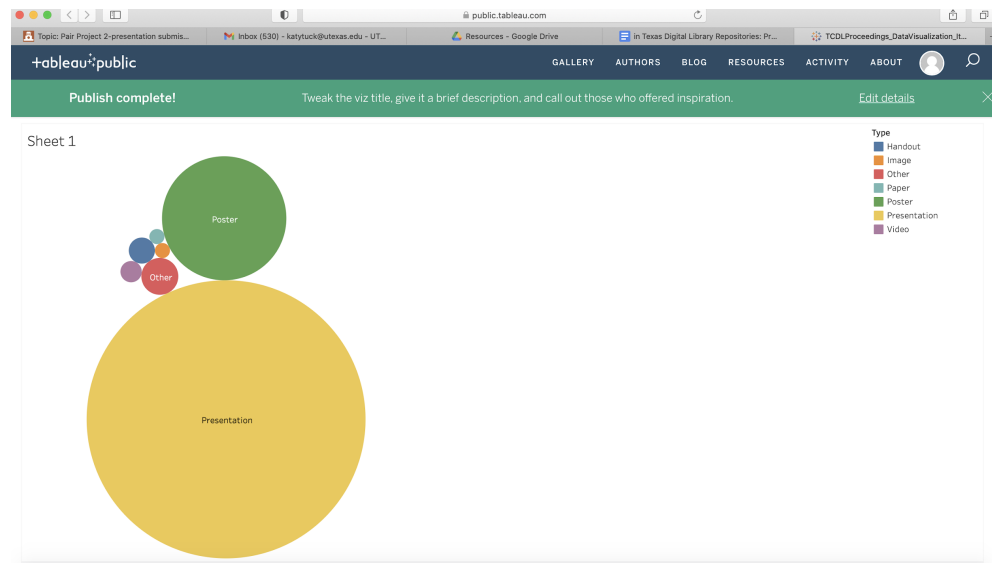 public.tableau.com
Topic: Pair Project 2-presentation submis...
Inbox (530) - katytuck@utexas.edu - UT...
Resources - Google Drive
in Texas Digital Library Repositories: Pr...
TCDLProceedings_DataVisualization_It...
+ableau public
GALLERY AUTHORS BLOG RESOURCES ACTIVITY ABOUT
Publish complete! Tweak the viz title, give it a brief description, and call out those who offered inspiration. Edit details
Sheet 1
Type
Handout
Image
Other
Paper
Poster
Presentation
Video
Poster
Other
Presentation